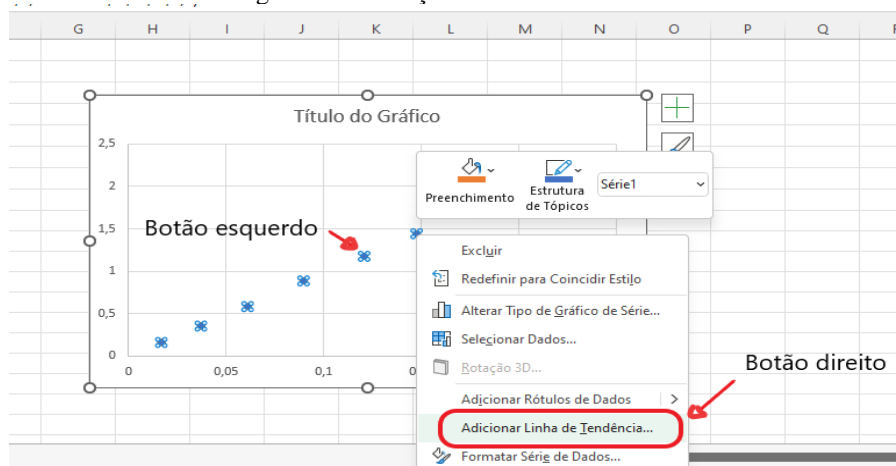 G H I J K L M N O P Q
Título do Gráfico
2,5
2
1,5
1
0,5
0
0 0,05 0,1 0
Botão esquerdo
Preenchimento
Estrutura
de Tópicos
Série1
Excluir
Redefinir para Coincidir Estilo
Alterar Tipo de Gráfico de Série...
Selecionar Dados...
Rotação 3D...
Adicionar Rótulos de Dados
Adicionar Linha de Tendência...
Formatar Série de Dados...
Botão direito